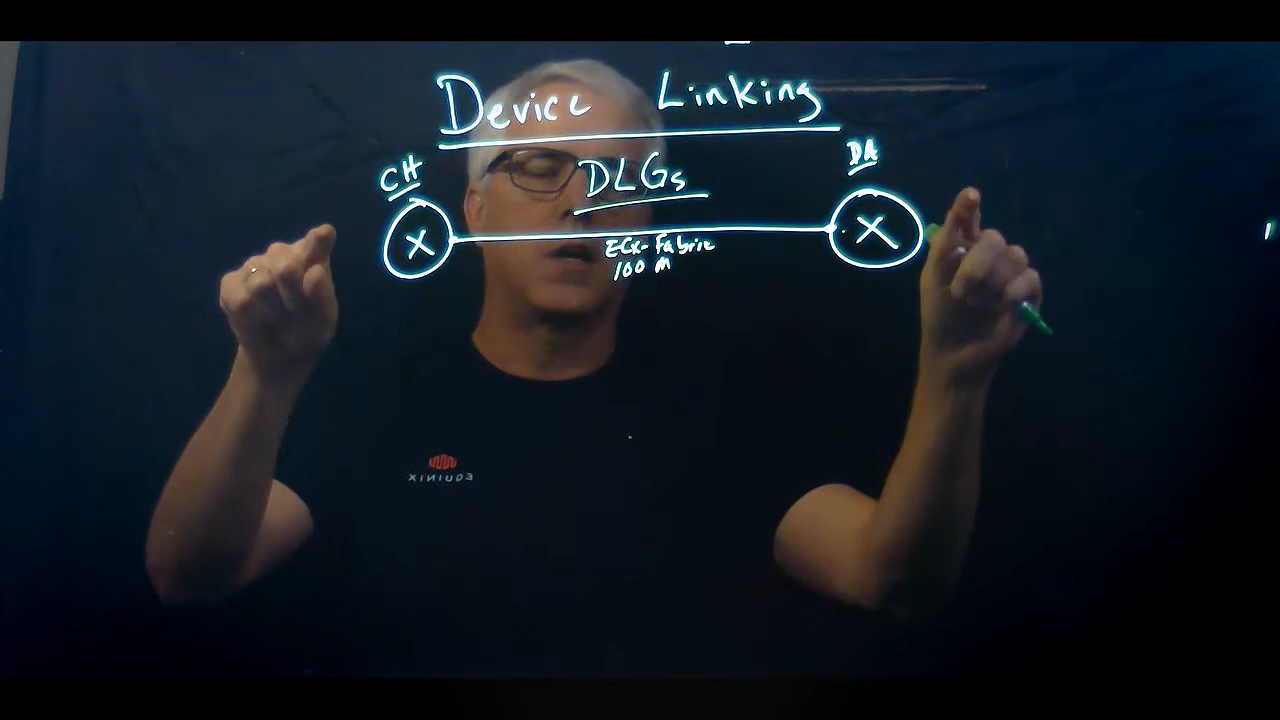 Device Linking
CH
DLGs
DA
X
X
ECX-Fabric
100 M
EQUINIX